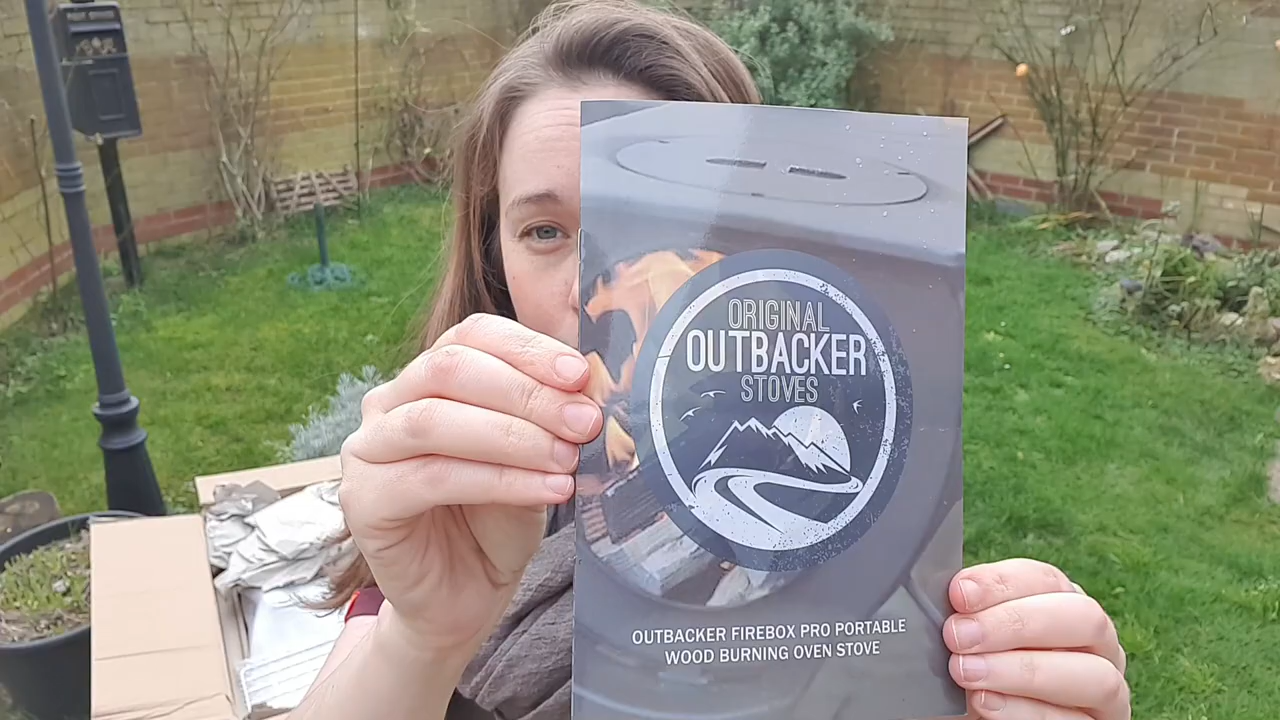 ORIGINAL
OUTBACKER
STOVES
OUTBACKER FIREBOX PRO PORTABLE
WOOD BURNING OVEN STOVE